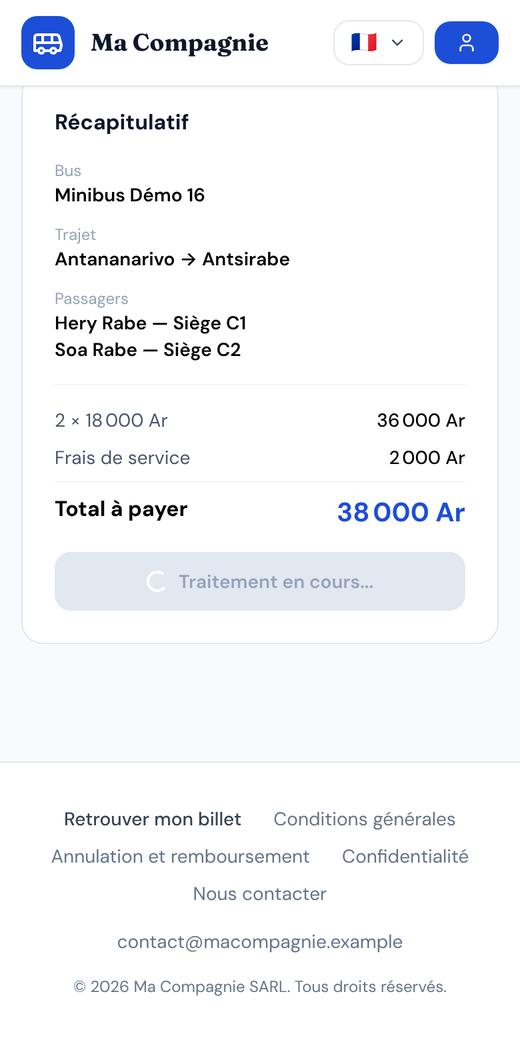 Ma Compagnie
Récapitulatif
Bus
Minibus Démo 16
Trajet
Antananarivo → Antsirabe
Passagers
Hery Rabe — Siège C1
Soa Rabe — Siège C2
2 × 18 000 Ar 36 000 Ar
Frais de service 2 000 Ar
Total à payer 38 000 Ar
Traitement en cours...
Retrouver mon billet Conditions générales
Annulation et remboursement Confidentialité
Nous contacter
contact@macompagnie.example
© 2026 Ma Compagnie SARL. Tous droits réservés.